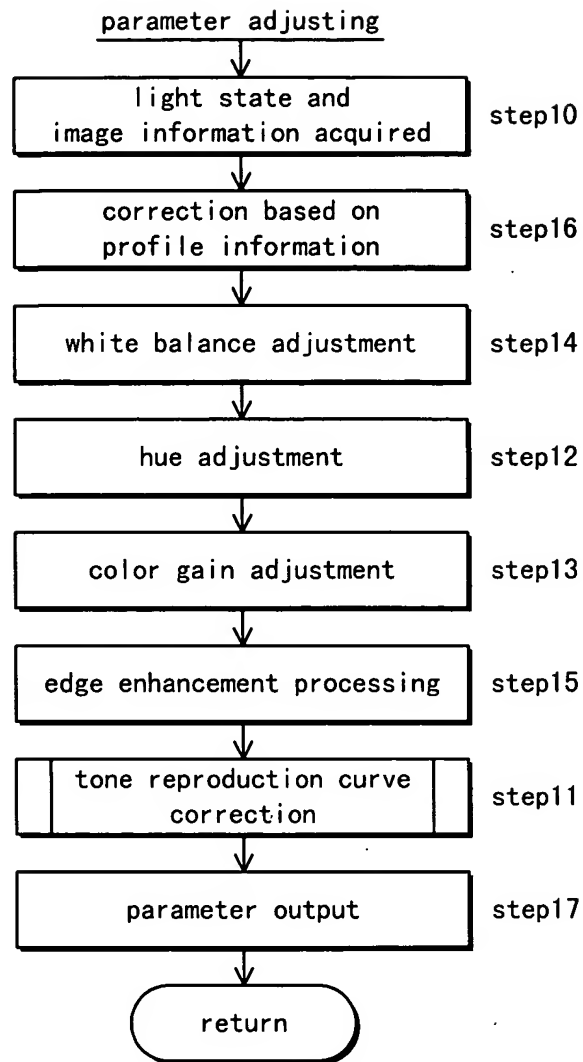 parameter adjusting
light state and
image information acquired
step10
correction based on
profile information
step16
white balance adjustment
step14
hue adjustment
step12
color gain adjustment
step13
edge enhancement processing
step15
tone reproduction curve
correction
step11
parameter output
step17
return